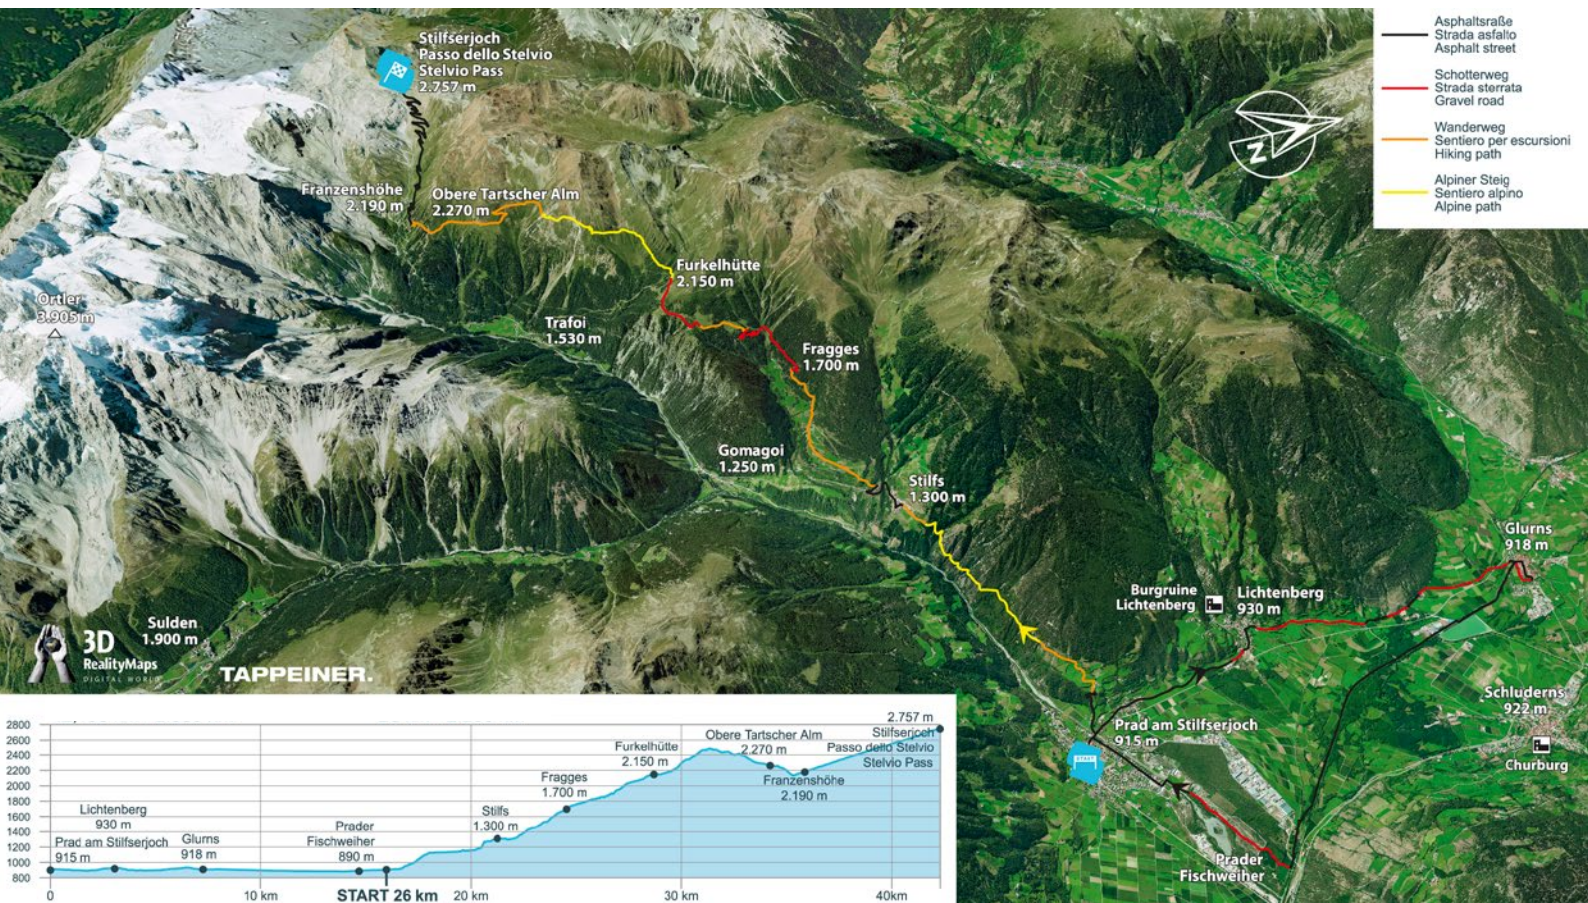 Stilfserjoch
Passo dello Stelvio
Stelvio Pass
2.757 m
Asphaltsraße
Strada asfalto
Asphalt street
Schotterweg
Strada sterrata
Gravel road
Wanderweg
Sentiero per escursioni
Hiking path
Alpiner Steig
Sentiero alpino
Alpine path
Z
Franzenshöhe
2.190 m
Obere Tartscher Alm
2.270 m
Furkelhütte
2.150 m
Ortler
3.905 m
Trafoi
1.530 m
Fragges
1.700 m
Gomagoi
1.250 m
Stilfs
1.300 m
Glurns
918 m
Burgruine
Lichtenberg
Lichtenberg
930 m
Sulden
1.900 m
3D
RealityMaps
DIGITAL WORLD
TAPPEINER.
Schluderns
922 m
Churburg
Prad am Stilfserjoch
915 m
START
Prader
Fischweiher
2800
2600
2400
2200
2000
1800
1600
1400
1200
1000
800
Prad am Stilfserjoch
915 m
Lichtenberg
930 m
Glurns
918 m
Prader
Fischweiher
890 m
Stilfs
1.300 m
Fragges
1.700 m
Furkelhütte
2.150 m
Obere Tartscher Alm
2.270 m
Franzenshöhe
2.190 m
2.757 m
Stilfserjoch
Passo dello Stelvio
Stelvio Pass
0
10 km
START 26 km
20 km
30 km
40km